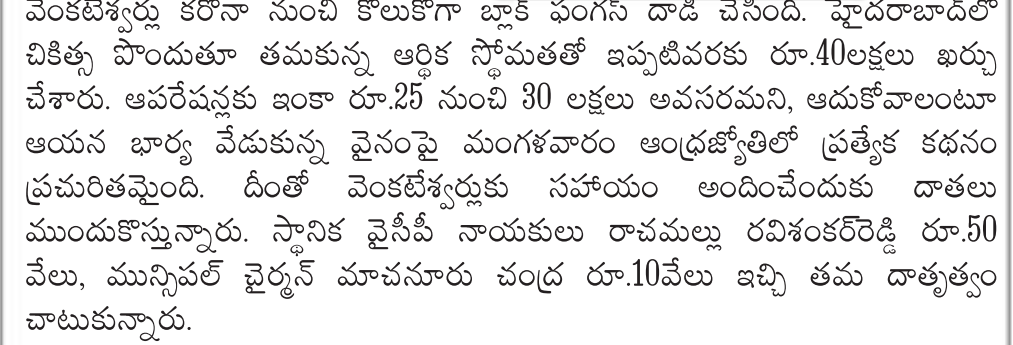 వెంకటేశ్వర్లు కరోనా నుంచి కోలుకోగా బ్లాక్ ఫంగస్ దాడి చేసింది. హైదరాబాద్‌లో
చికిత్స పొందుతూ తమకున్న ఆర్థిక స్థోమతతో ఇప్పటివరకు రూ.40లక్షలు ఖర్చు
చేశారు. ఆపరేషన్లకు ఇంకా రూ.25 నుంచి 30 లక్షలు అవసరమని, ఆదుకోవాలంటూ
ఆయన భార్య వేడుకున్న వైనంపై మంగళవారం ఆంధ్రజ్యోతిలో ప్రత్యేక కథనం
ప్రచురితమైంది. దీంతో వెంకటేశ్వర్లుకు సహాయం అందించేందుకు దాతలు
ముందుకొస్తున్నారు. స్థానిక వైసీపీ నాయకులు రాచమల్లు రవిశంకర్‌రెడ్డి రూ.50
వేలు, మున్సిపల్ చైర్మన్ మాచనూరు చంద్ర రూ.10వేలు ఇచ్చి తమ దాతృత్వం
చాటుకున్నారు.